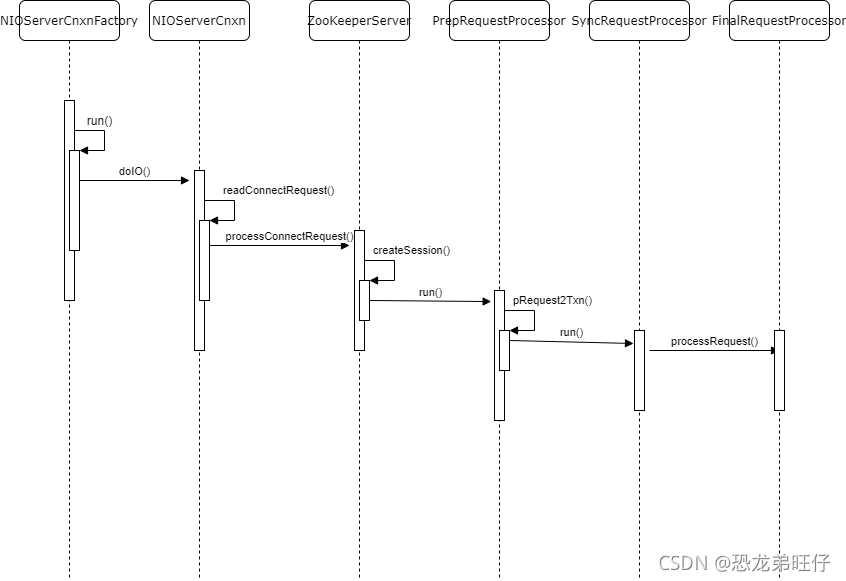 NIOServerCnxnFactory
NIOServerCnxn
ZooKeeperServer
PrepRequestProcessor
SyncRequestProcessor
FinalRequestProcessor
run()
doIO()
readConnectRequest()
processConnectRequest()
createSession()
run()
pRequest2Txn()
run()
processRequest()
CSDN @恐龙弟旺仔